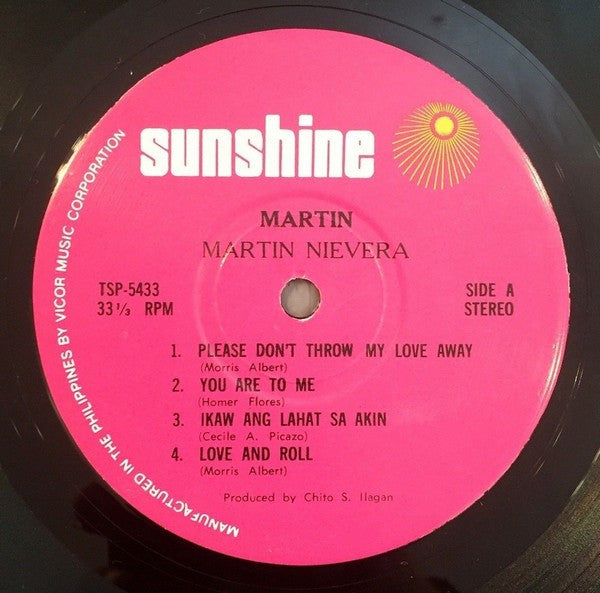 sunshine
MARTIN
MARTIN NIEVERA
TSP-5433
33 1/3 RPM
SIDE A
STEREO
1. PLEASE DON'T THROW MY LOVE AWAY
(Morris Albert)
2. YOU ARE TO ME
(Homer Flores)
3. IKAW ANG LAHAT SA AKIN
(Cecile A. Picazo)
4. LOVE AND ROLL
(Morris Albert)
Produced by Chito S. Ilagan
MANUFACTURED IN THE PHILIPPINES BY VICOR MUSIC CORPORATION